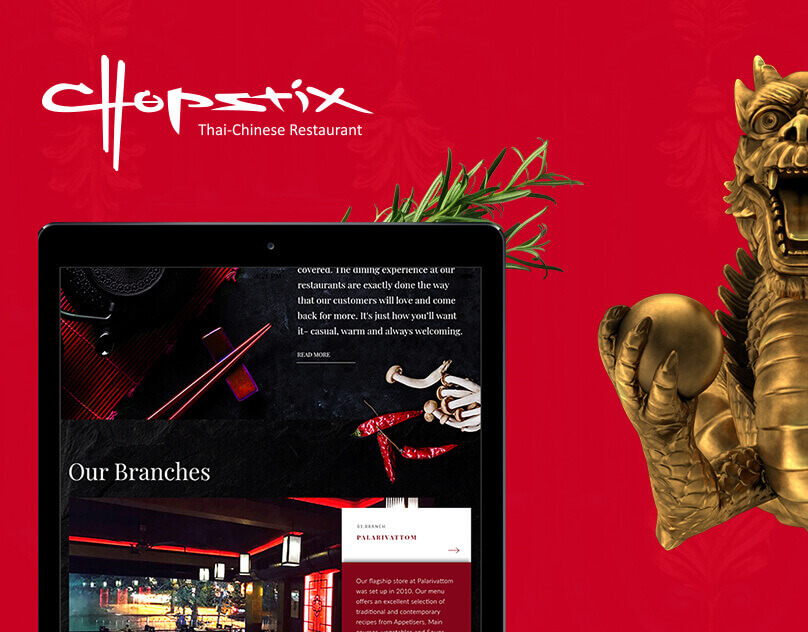 CHopstix
Thai-Chinese Restaurant
covered. The dining experience at our
restaurants are exactly done the way
that our customers will love and come
back for more. It's just how you'll want
it- casual, warm and always welcoming.
READ MORE
Our Branches
01.BRANCH
PALARIVATTOM
Our flagship store at Palarivattom
was set up in 2010. Our menu
offers an excellent selection of
traditional and contemporary
recipes from Appetisers, Main